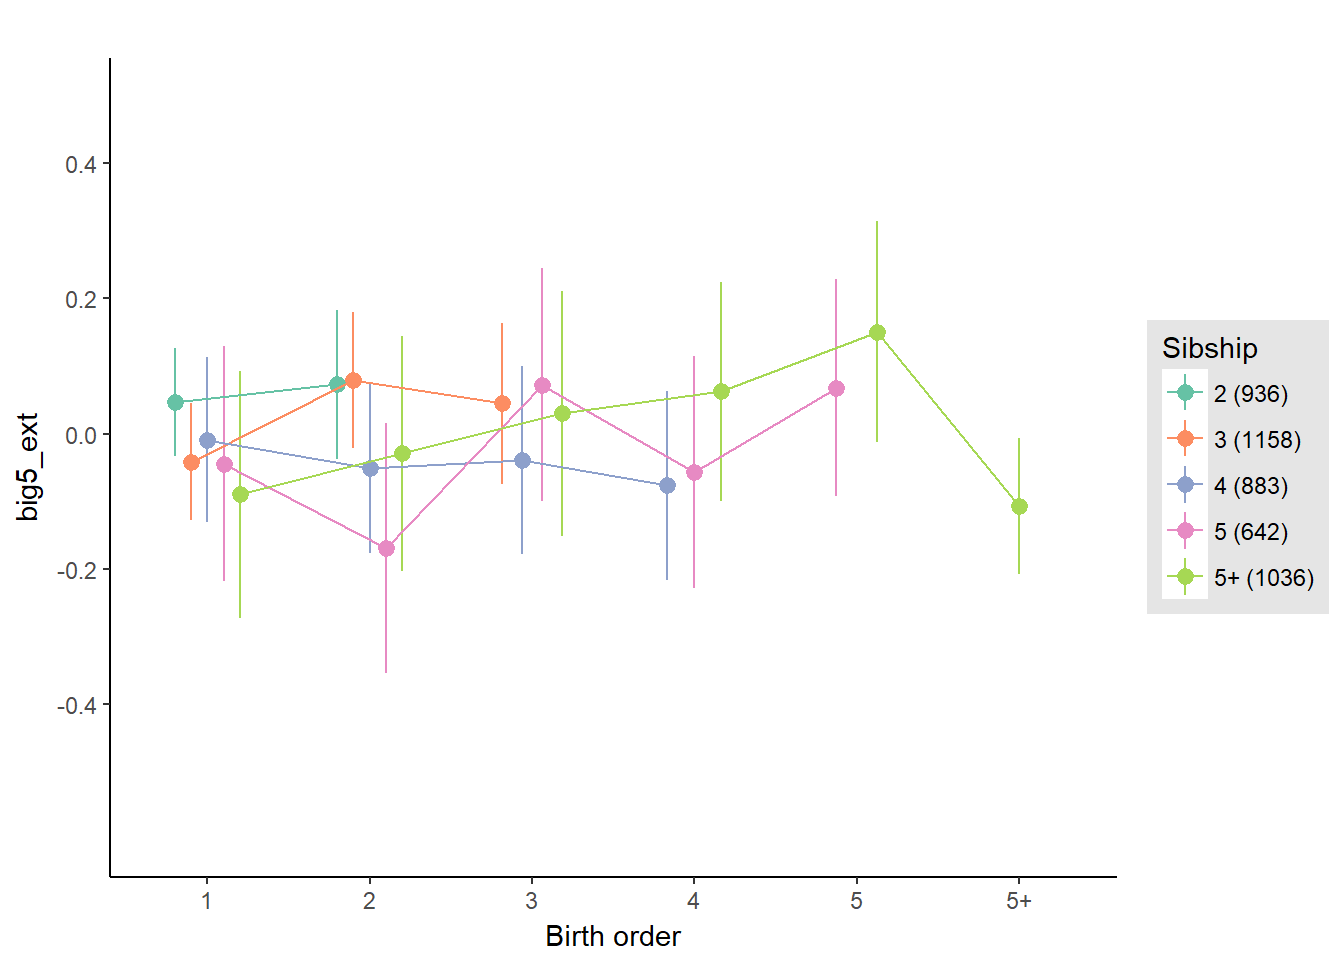 big5_ext
0.4
0.2
0.0
-0.2
-0.4
1 2 3 4 5 5+
Birth order
Sibship
2 (936)
3 (1158)
4 (883)
5 (642)
5+ (1036)